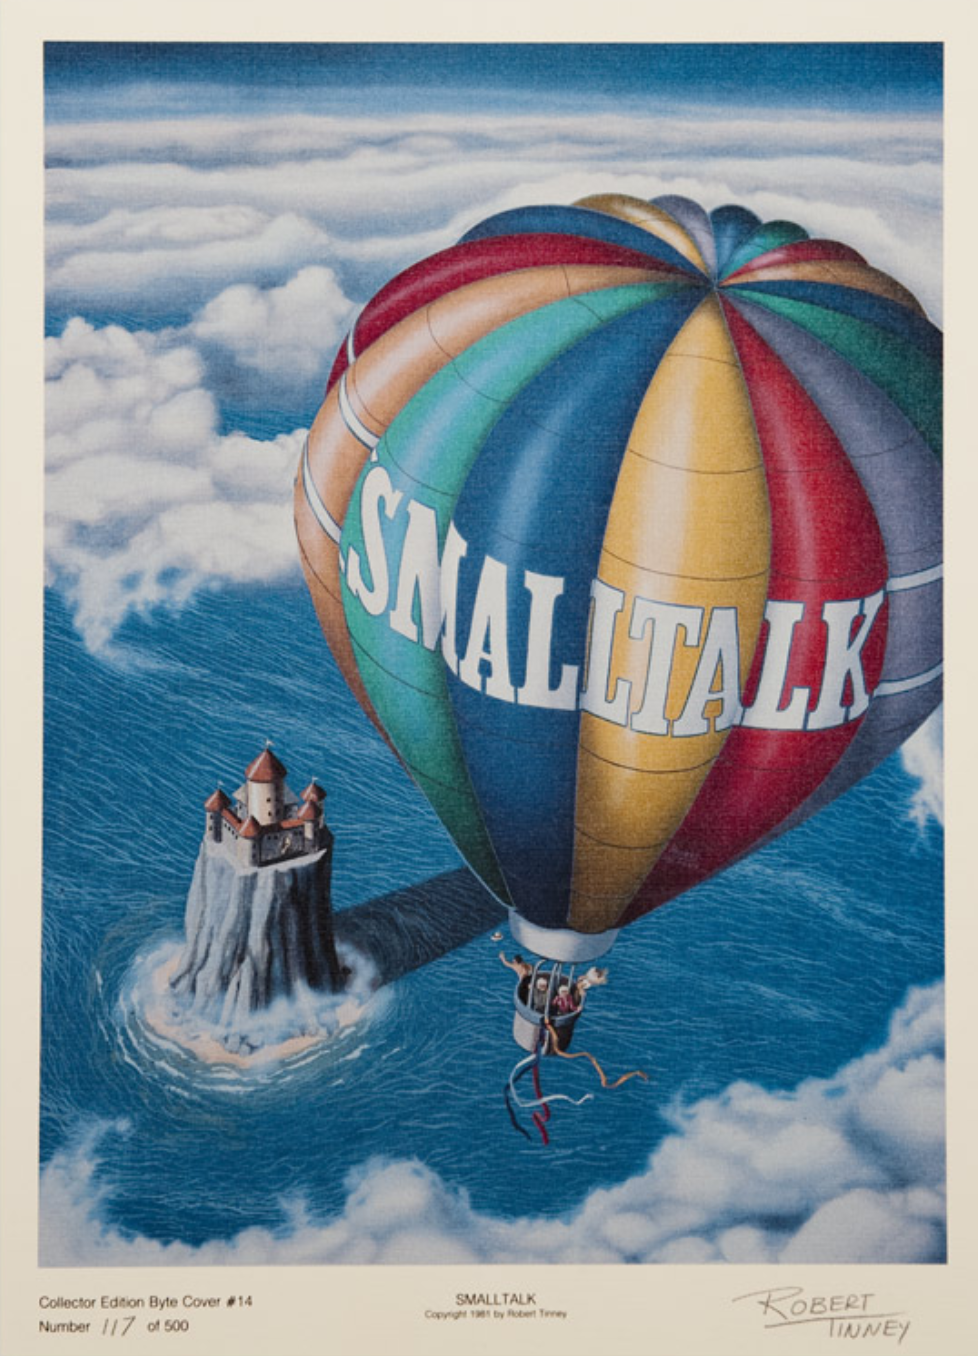 SMALLTALK
Collector Edition Byte Cover #14
Number 117 of 500
SMALLTALK
Copyright 1981 by Robert Tinney
ROBERT
TINNEY